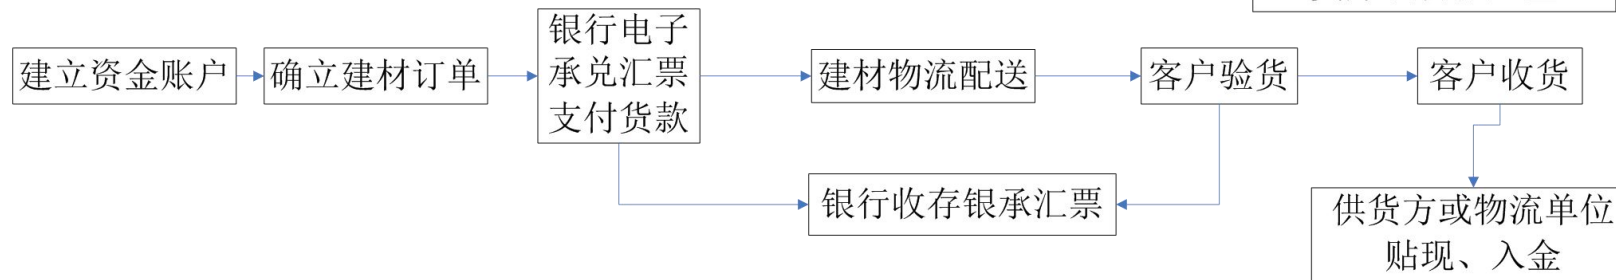 建立资金账户
确立建材订单
银行电子
承兑汇票
支付货款
建材物流配送
客户验货
客户收货
银行收存银承汇票
供货方或物流单位
贴现、入金